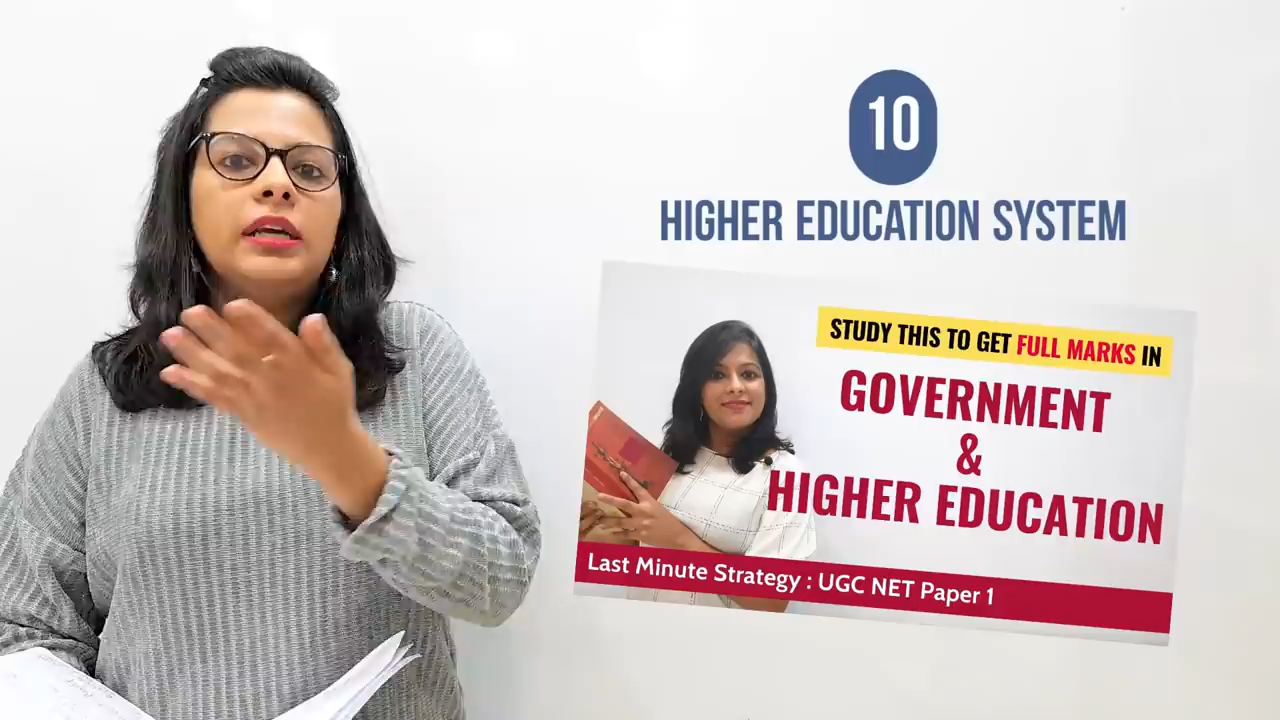 10
HIGHER EDUCATION SYSTEM
STUDY THIS TO GET FULL MARKS IN
GOVERNMENT
&
HIGHER EDUCATION
Last Minute Strategy : UGC NET Paper 1